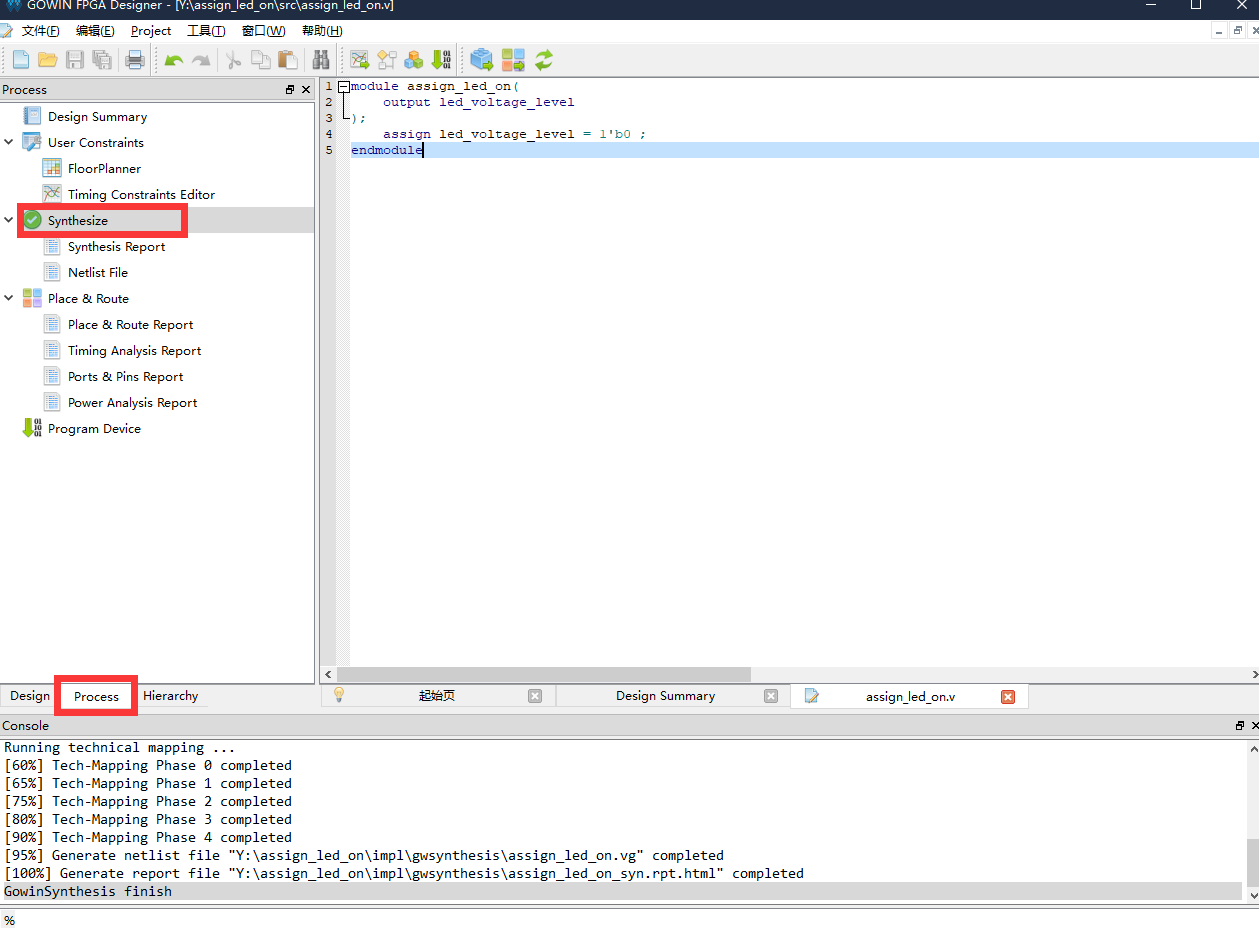 GOWIN FPGA Designer - [Y:\assign_led_on\src\assign_led_on.v]
文件(F) 编辑(E) Project 工具(T) 窗口(W) 帮助(H)
Process
Design Summary
User Constraints
FloorPlanner
Timing Constraints Editor
Synthesize
Synthesis Report
Netlist File
Place & Route
Place & Route Report
Timing Analysis Report
Ports & Pins Report
Power Analysis Report
Program Device
1 module assign_led_on(
2 output led_voltage_level
3 );
4 assign led_voltage_level = 1'b0 ;
5 endmodule
Design Process Hierarchy
起始页 Design Summary assign_led_on.v
Console
Running technical mapping ...
[60%] Tech-Mapping Phase 0 completed
[65%] Tech-Mapping Phase 1 completed
[75%] Tech-Mapping Phase 2 completed
[80%] Tech-Mapping Phase 3 completed
[90%] Tech-Mapping Phase 4 completed
[95%] Generate netlist file "Y:\assign_led_on\impl\gwsynthesis\assign_led_on.vg" completed
[100%] Generate report file "Y:\assign_led_on\impl\gwsynthesis\assign_led_on_syn.rpt.html" completed
GowinSynthesis finish
%